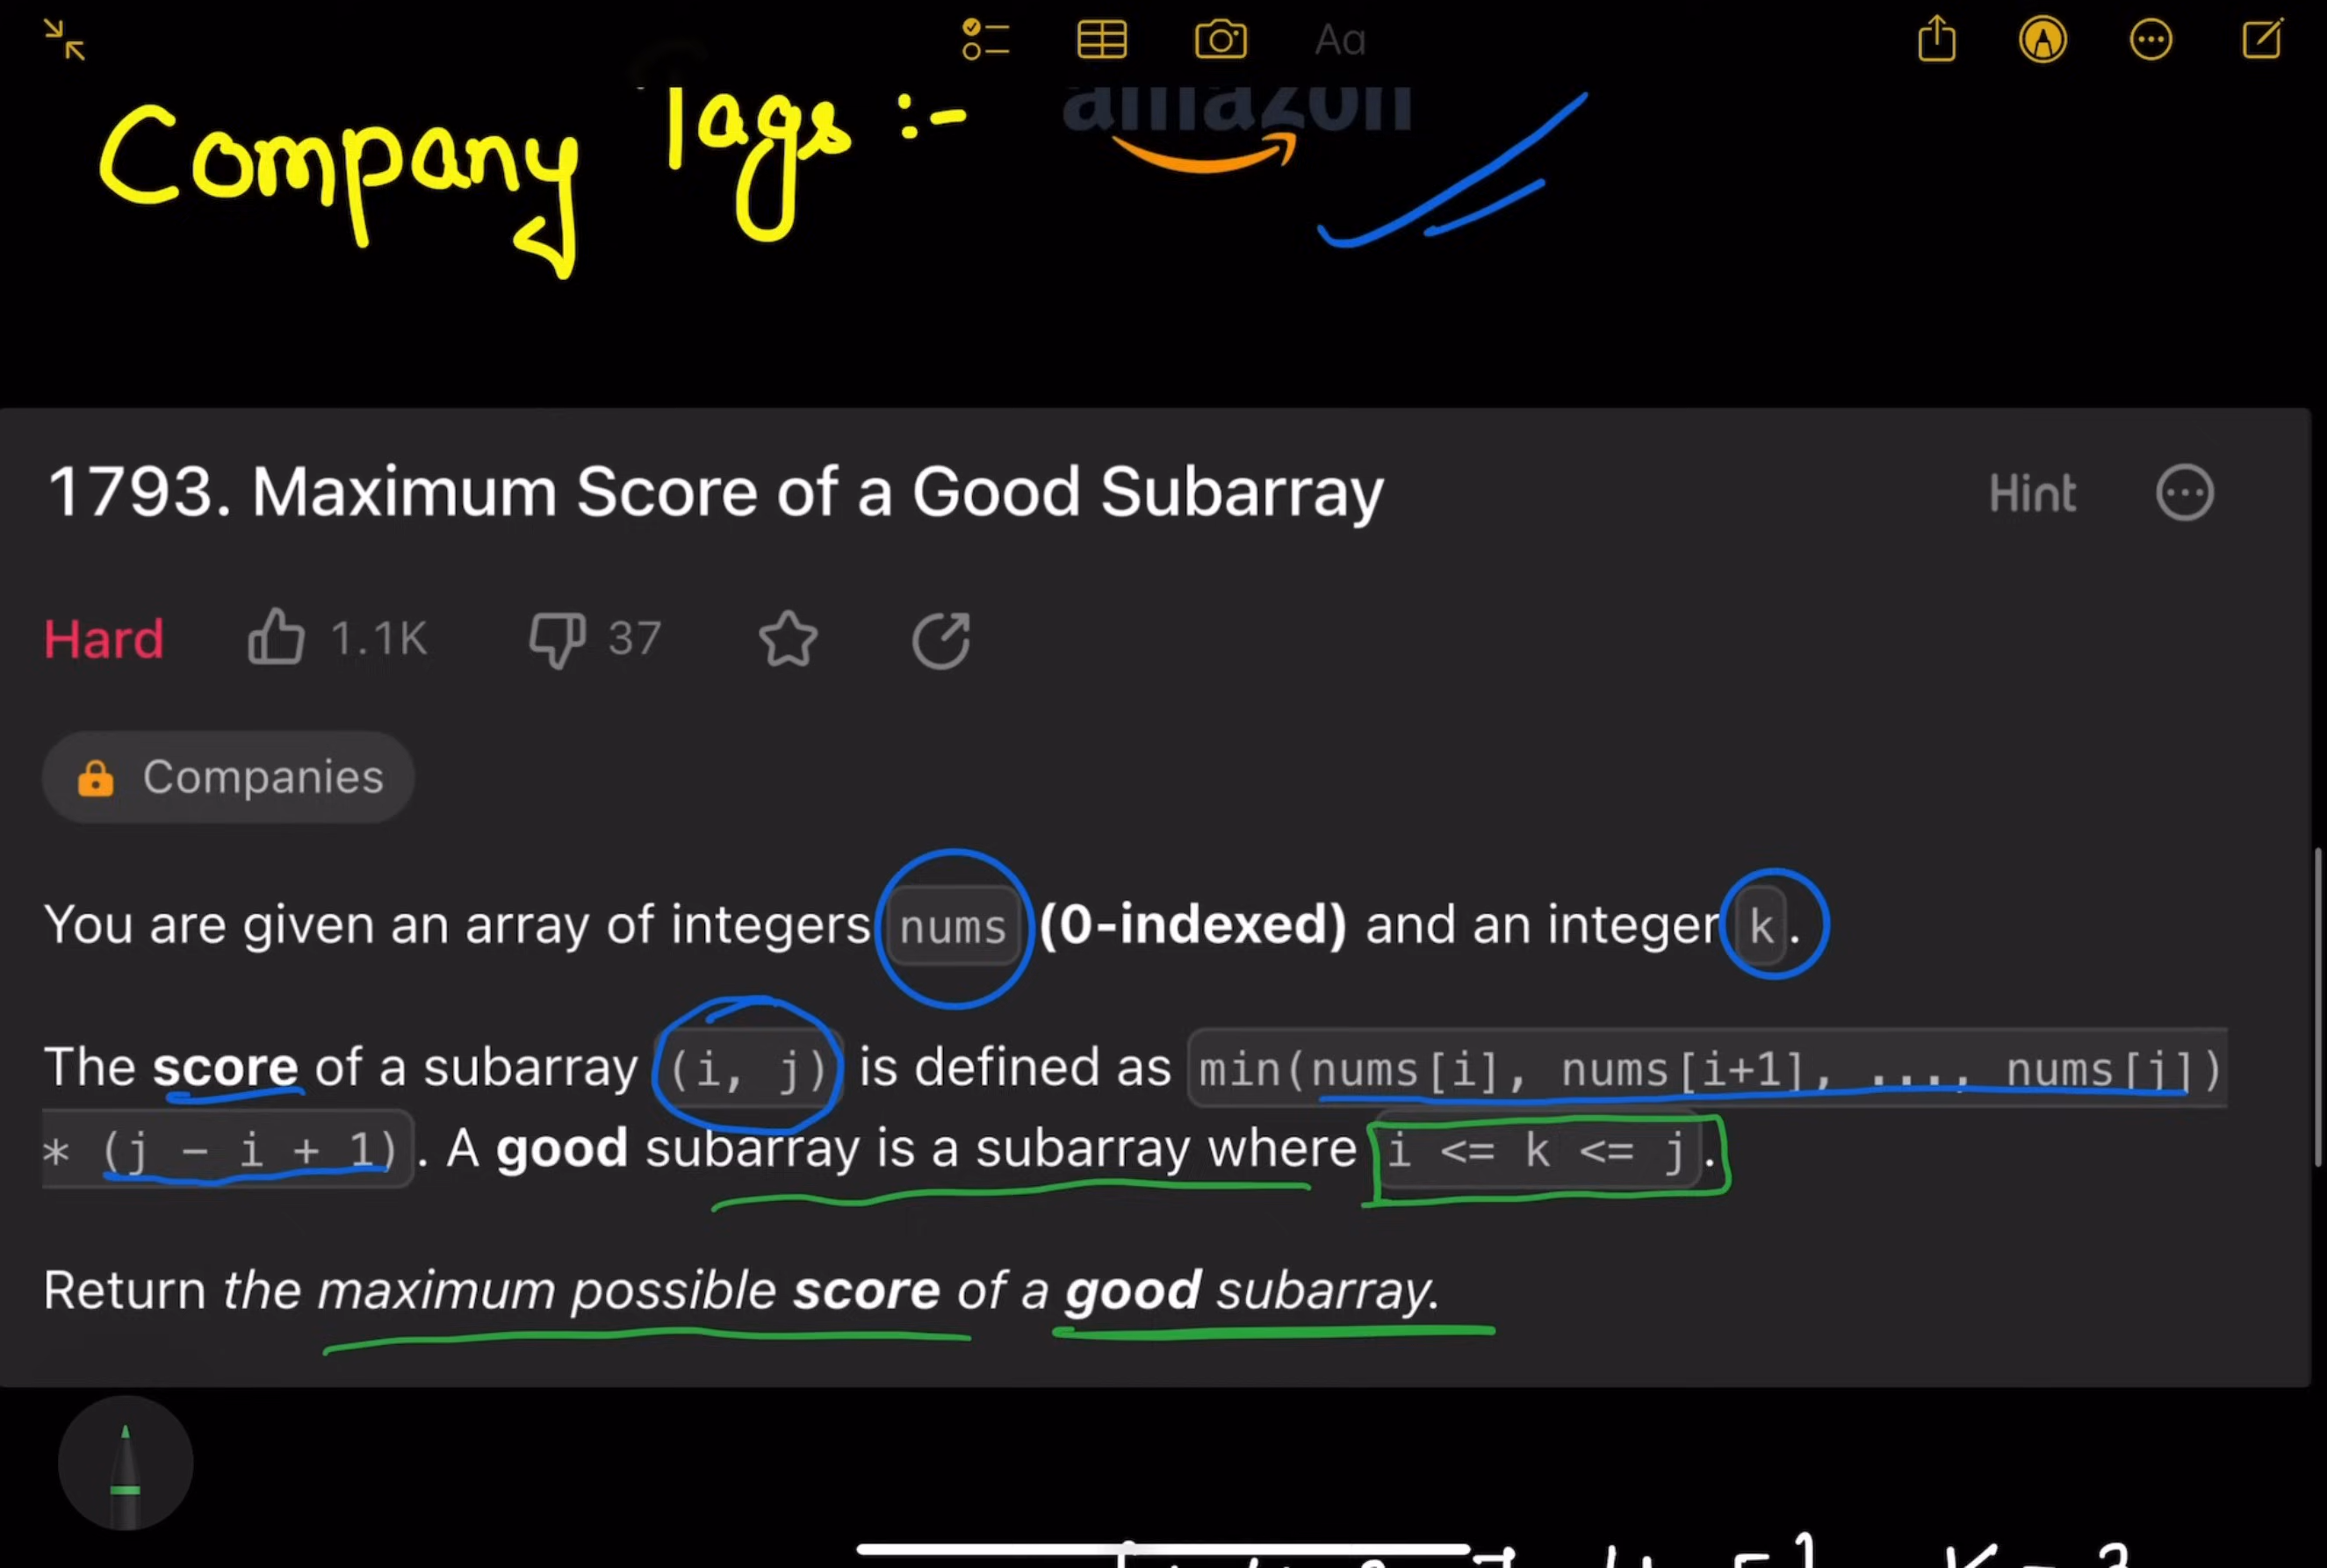 Aa
Company Tags :-
amazon
1793. Maximum Score of a Good Subarray
Hint
Hard 1.1K 37
Companies
You are given an array of integers nums (0-indexed) and an integer k.
The score of a subarray (i, j) is defined as min(nums[i], nums[i+1], ..., nums[j])
* (j - i + 1). A good subarray is a subarray where i <= k <= j.
Return the maximum possible score of a good subarray.